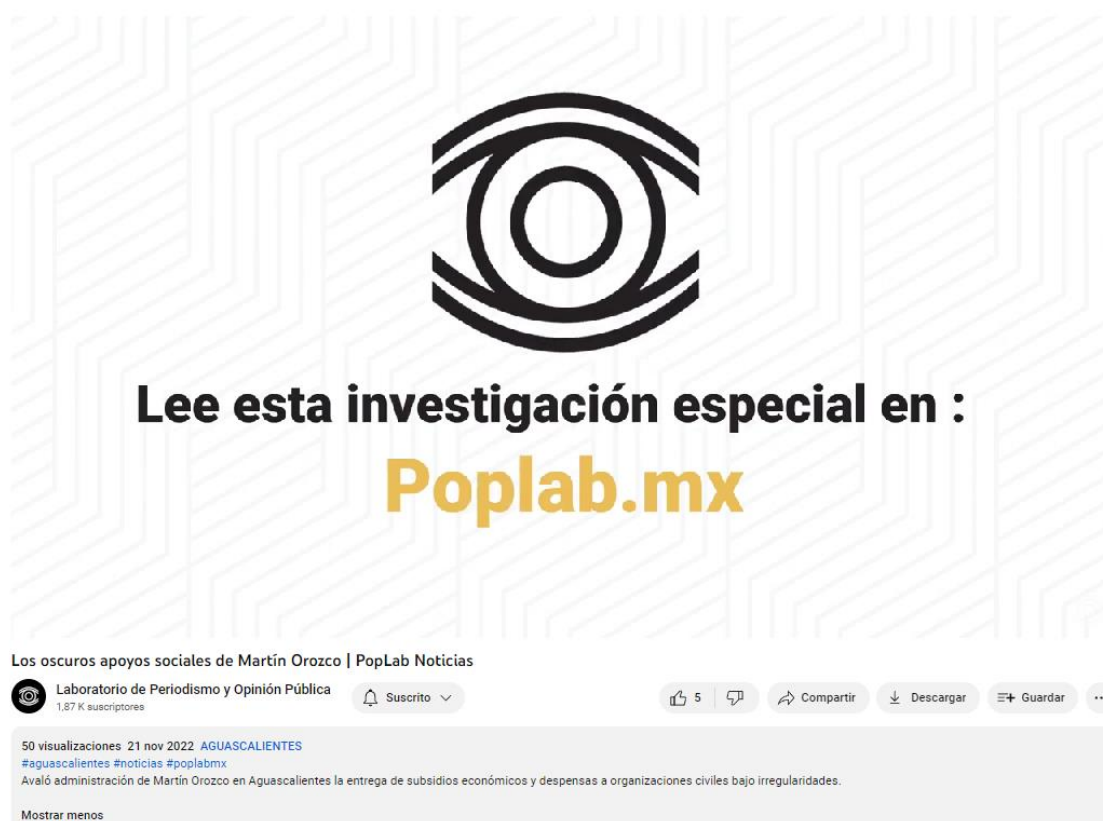 Lee esta investigación especial en :
Poplab.mx
Los oscuros apoyos sociales de Martín Orozco | PopLab Noticias
Laboratorio de Periodismo y Opinión Pública
1,87 K suscriptores
Suscrito
5
Compartir
Descargar
Guardar
50 visualizaciones 21 nov 2022 AGUASCALIENTES
#aguascalientes #noticias #poplabmx
Avaló administración de Martín Orozco en Aguascalientes la entrega de subsidios económicos y despensas a organizaciones civiles bajo irregularidades.
Mostrar menos